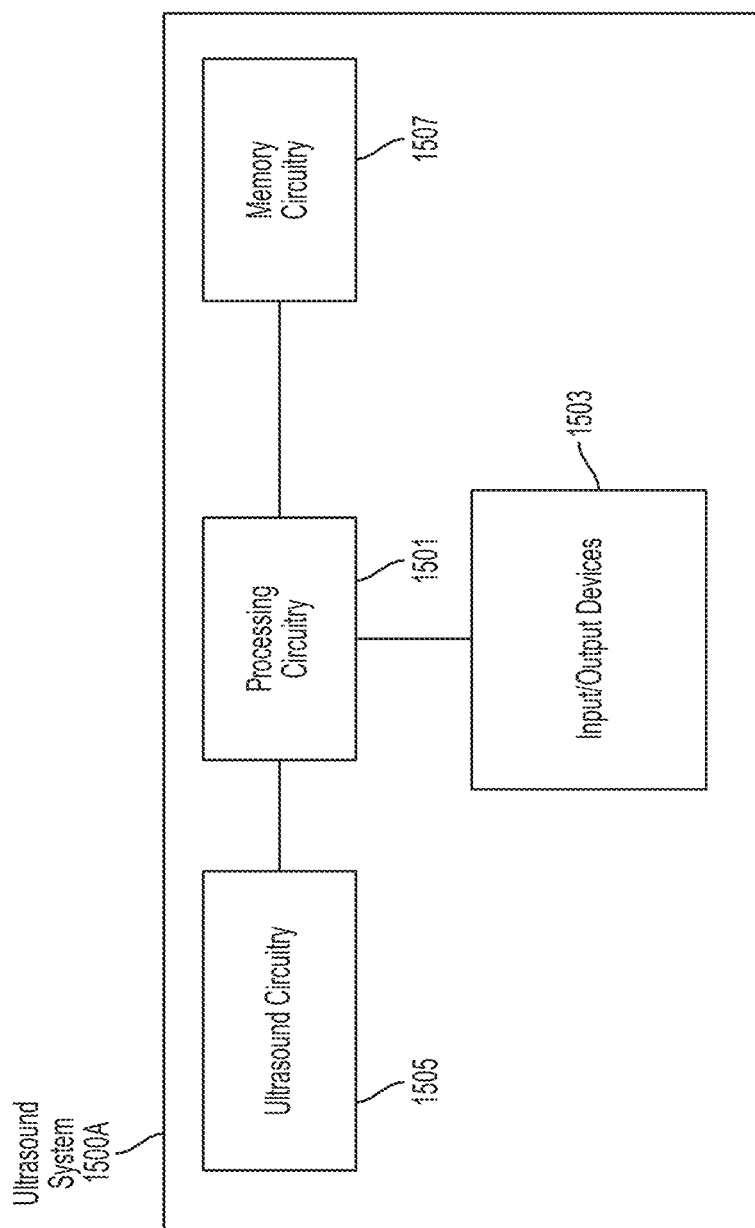 Ultrasound
System
1500A
Ultrasound Circuitry
1505
Processing
Circuitry
1501
Memory
Circuitry
1507
Input/Output Devices
1503